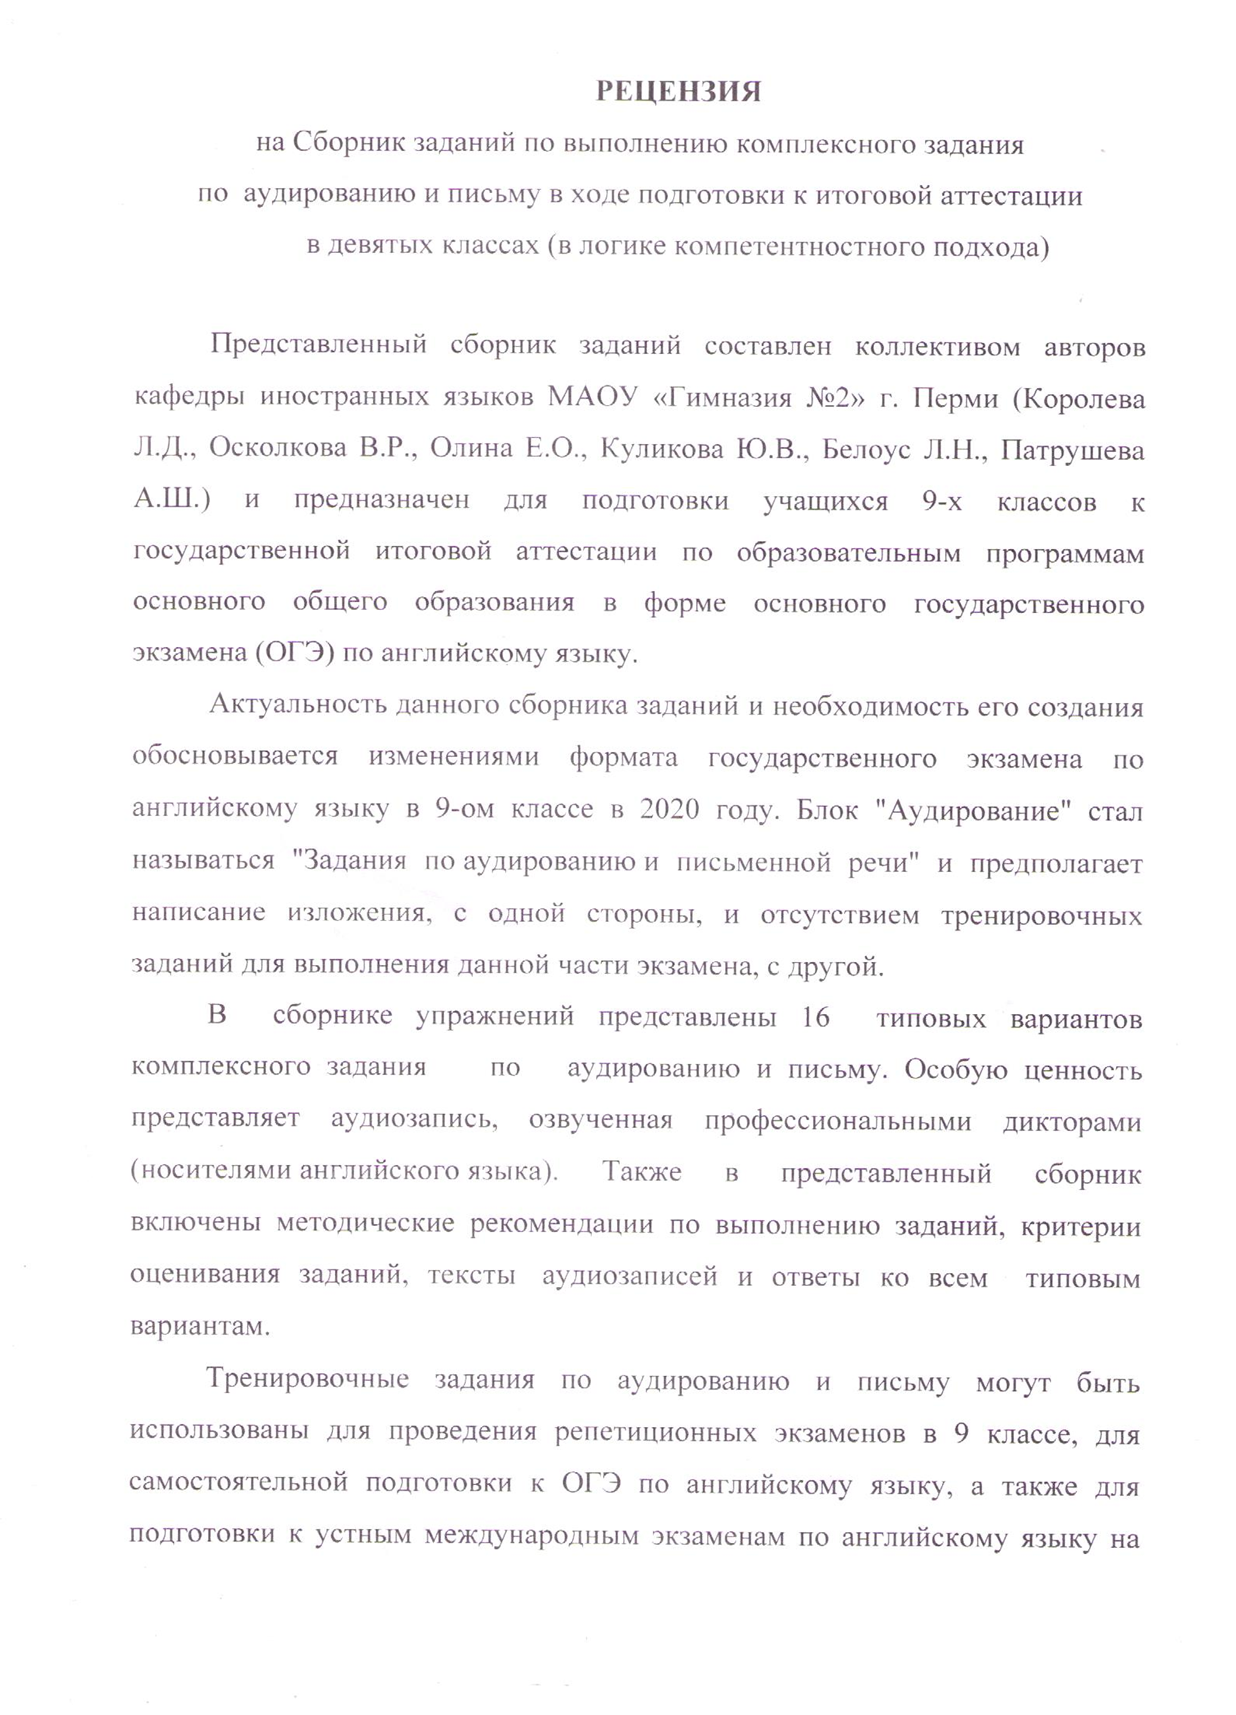 РЕЦЕНЗИЯ
на Сборник заданий по выполнению комплексного задания
по аудированию и письму в ходе подготовки к итоговой аттестации
в девятых классах (в логике компетентностного подхода)
Представленный сборник заданий составлен коллективом авторов
кафедры иностранных языков МАОУ «Гимназия №2» г. Перми (Королева
Л.Д., Осколкова В.Р., Олина Е.О., Куликова Ю.В., Белоус Л.Н., Патрушева
А.Ш.) и предназначен для подготовки учащихся 9-х классов к
государственной итоговой аттестации по образовательным программам
основного общего образования в форме основного государственного
экзамена (ОГЭ) по английскому языку.
Актуальность данного сборника заданий и необходимость его создания
обосновывается изменениями формата государственного экзамена по
английскому языку в 9-ом классе в 2020 году. Блок "Аудирование" стал
называться "Задания по аудированию и письменной речи" и предполагает
написание изложения, с одной стороны, и отсутствием тренировочных
заданий для выполнения данной части экзамена, с другой.
В сборнике упражнений представлены 16 типовых вариантов
комплексного задания по аудированию и письму. Особую ценность
представляет аудиозапись, озвученная профессиональными дикторами
(носителями английского языка). Также в представленный сборник
включены методические рекомендации по выполнению заданий, критерии
оценивания заданий, тексты аудиозаписей и ответы ко всем типовым
вариантам.
Тренировочные задания по аудированию и письму могут быть
использованы для проведения репетиционных экзаменов в 9 классе, для
самостоятельной подготовки к ОГЭ по английскому языку, а также для
подготовки к устным международным экзаменам по английскому языку на